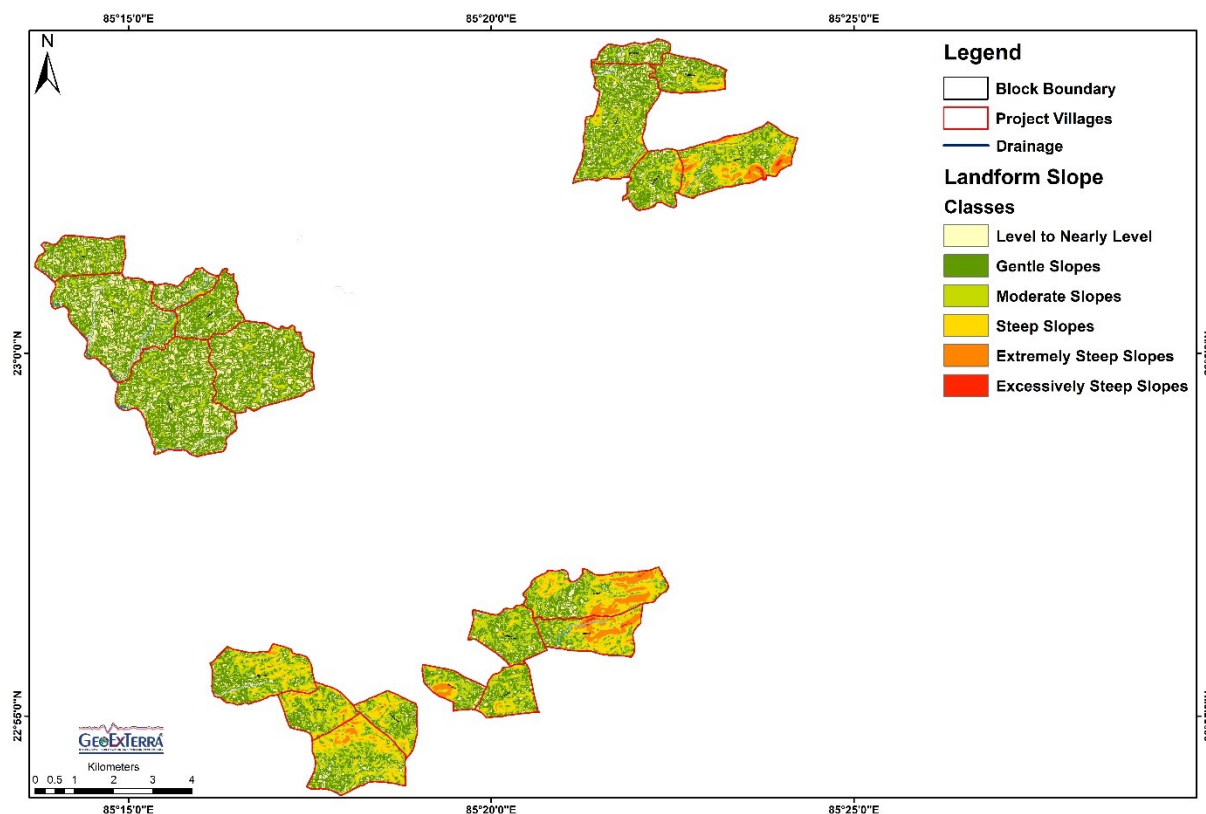 85°15'0"E 85°20'0"E 85°25'0"E
N
Legend
Block Boundary
Project Villages
Drainage
Landform Slope
Classes
Level to Nearly Level
Gentle Slopes
Moderate Slopes
Steep Slopes
Extremely Steep Slopes
Excessively Steep Slopes
23°0'0"N
22°55'0"N
GEOEXTERRA
Kilometers
0 0.5 1 2 3 4
85°15'0"E 85°20'0"E 85°25'0"E